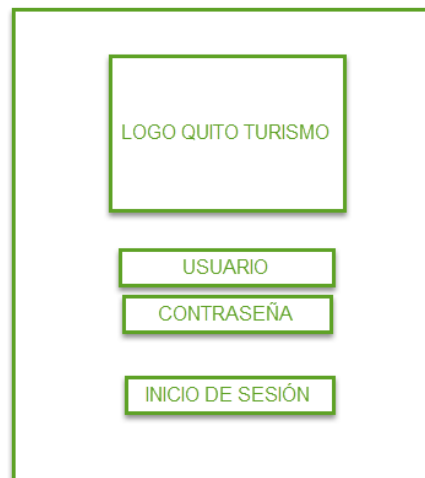 LOGO QUITO TURISMO
USUARIO
CONTRASEÑA
INICIO DE SESIÓN